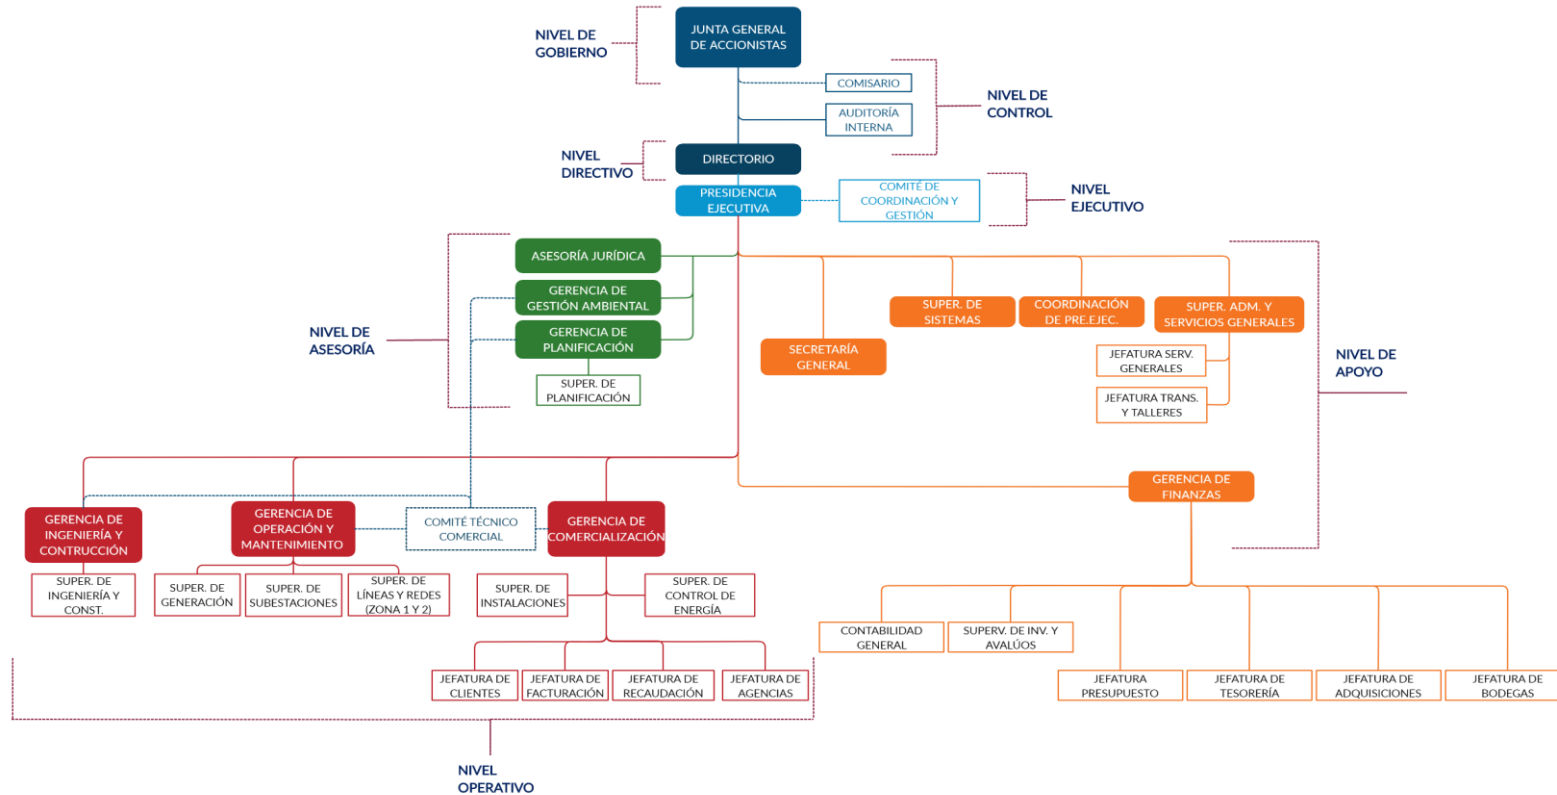 JUNTA GENERAL
DE ACCIONISTAS
NIVEL DE
GOBIERNO
COMISARIO
AUDITORÍA
INTERNA
NIVEL DE
CONTROL
NIVEL
DIRECTIVO
DIRECTORIO
PRESIDENCIA
EJECUTIVA
COMITÉ DE
COORDINACIÓN Y
GESTIÓN
NIVEL
EJECUTIVO
ASESORÍA JURÍDICA
GERENCIA DE
GESTIÓN AMBIENTAL
GERENCIA DE
PLANIFICACIÓN
SUPER. DE
PLANIFICACIÓN
NIVEL DE
ASESORÍA
SECRETARÍA
GENERAL
SUPER. DE
SISTEMAS
COORDINACIÓN
DE PRE.EJEC.
SUPER. ADM. Y
SERVICIOS GENERALES
JEFATURA SERV.
GENERALES
JEFATURA TRANS.
Y TALLERES
NIVEL DE
APOYO
GERENCIA DE
FINANZAS
GERENCIA DE
INGENIERÍA Y
CONTRUCCIÓN
GERENCIA DE
OPERACIÓN Y
MANTENIMIENTO
COMITÉ TÉCNICO
COMERCIAL
GERENCIA DE
COMERCIALIZACIÓN
SUPER. DE
INGENIERÍA Y
CONST.
SUPER. DE
GENERACIÓN
SUPER. DE
SUBESTACIONES
SUPER. DE
LÍNEAS Y REDES
(ZONA 1 Y 2)
SUPER. DE
INSTALACIONES
SUPER. DE
CONTROL DE
ENERGÍA
CONTABILIDAD
GENERAL
SUPERV. DE INV. Y
AVALÚOS
JEFATURA DE
CLIENTES
JEFATURA DE
FACTURACIÓN
JEFATURA DE
RECAUDACIÓN
JEFATURA DE
AGENCIAS
JEFATURA
PRESUPUESTO
JEFATURA DE
TESORERÍA
JEFATURA DE
ADQUISICIONES
JEFATURA DE
BODEGAS
NIVEL
OPERATIVO